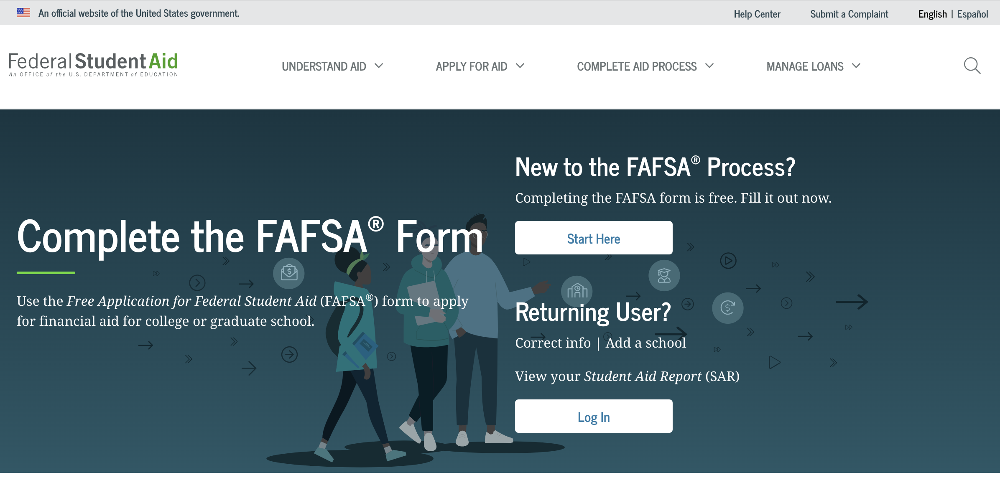 An official website of the United States government.
Help Center
Submit a Complaint
English | Español
Federal Student Aid
An OFFICE of the U.S. DEPARTMENT of EDUCATION
UNDERSTAND AID
APPLY FOR AID
COMPLETE AID PROCESS
MANAGE LOANS
Complete the FAFSA® Form
Use the Free Application for Federal Student Aid (FAFSA®) form to apply
for financial aid for college or graduate school.
New to the FAFSA® Process?
Completing the FAFSA form is free. Fill it out now.
Start Here
Returning User?
Correct info | Add a school
View your Student Aid Report (SAR)
Log In